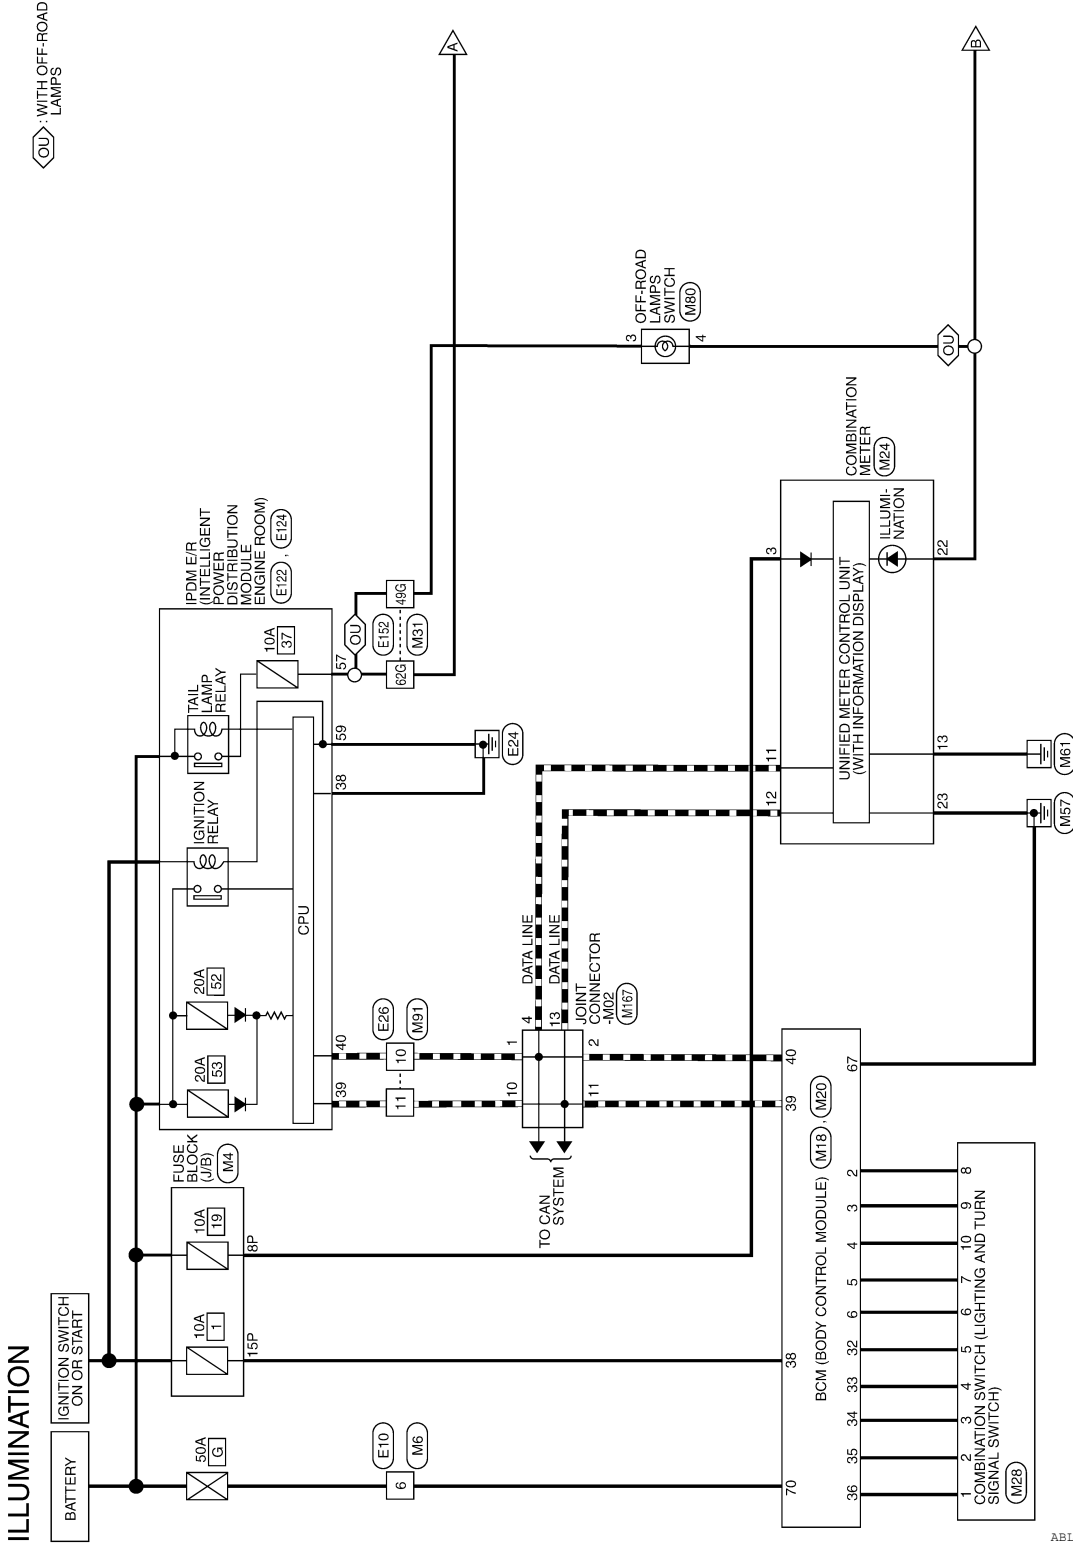 ILLUMINATION
BATTERY
IGNITION SWITCH
ON OR START
OU : WITH OFF-ROAD
LAMPS
50A
G
FUSE
BLOCK
(J/B)
M4
10A
1
10A
19
15P
8P
E10
M6
6
IPDM E/R
(INTELLIGENT
POWER
DISTRIBUTION
MODULE
ENGINE ROOM)
E122 , E124
20A
53
20A
52
IGNITION
RELAY
TAIL
LAMP
RELAY
10A
37
CPU
39
40
38
59
57
E26
M91
11
10
E24
OU
E152
M31
62G
49G
A
TO CAN
SYSTEM
JOINT
CONNECTOR
-M02
M167
10
1
4
13
11
2
DATA LINE
DATA LINE
OFF-ROAD
LAMPS
SWITCH
M80
3
4
COMBINATION
METER
M24
12
11
3
UNIFIED METER CONTROL UNIT
(WITH INFORMATION DISPLAY)
ILLUMI-
NATION
23
13
22
M57
M61
OU
B
BCM (BODY CONTROL MODULE)
M18 , M20
70
38
39
40
67
36
35
34
33
32
6
5
4
3
2
1
2
3
4
5
6
7
10
9
8
COMBINATION SWITCH (LIGHTING AND TURN
SIGNAL SWITCH)
M28
ABL